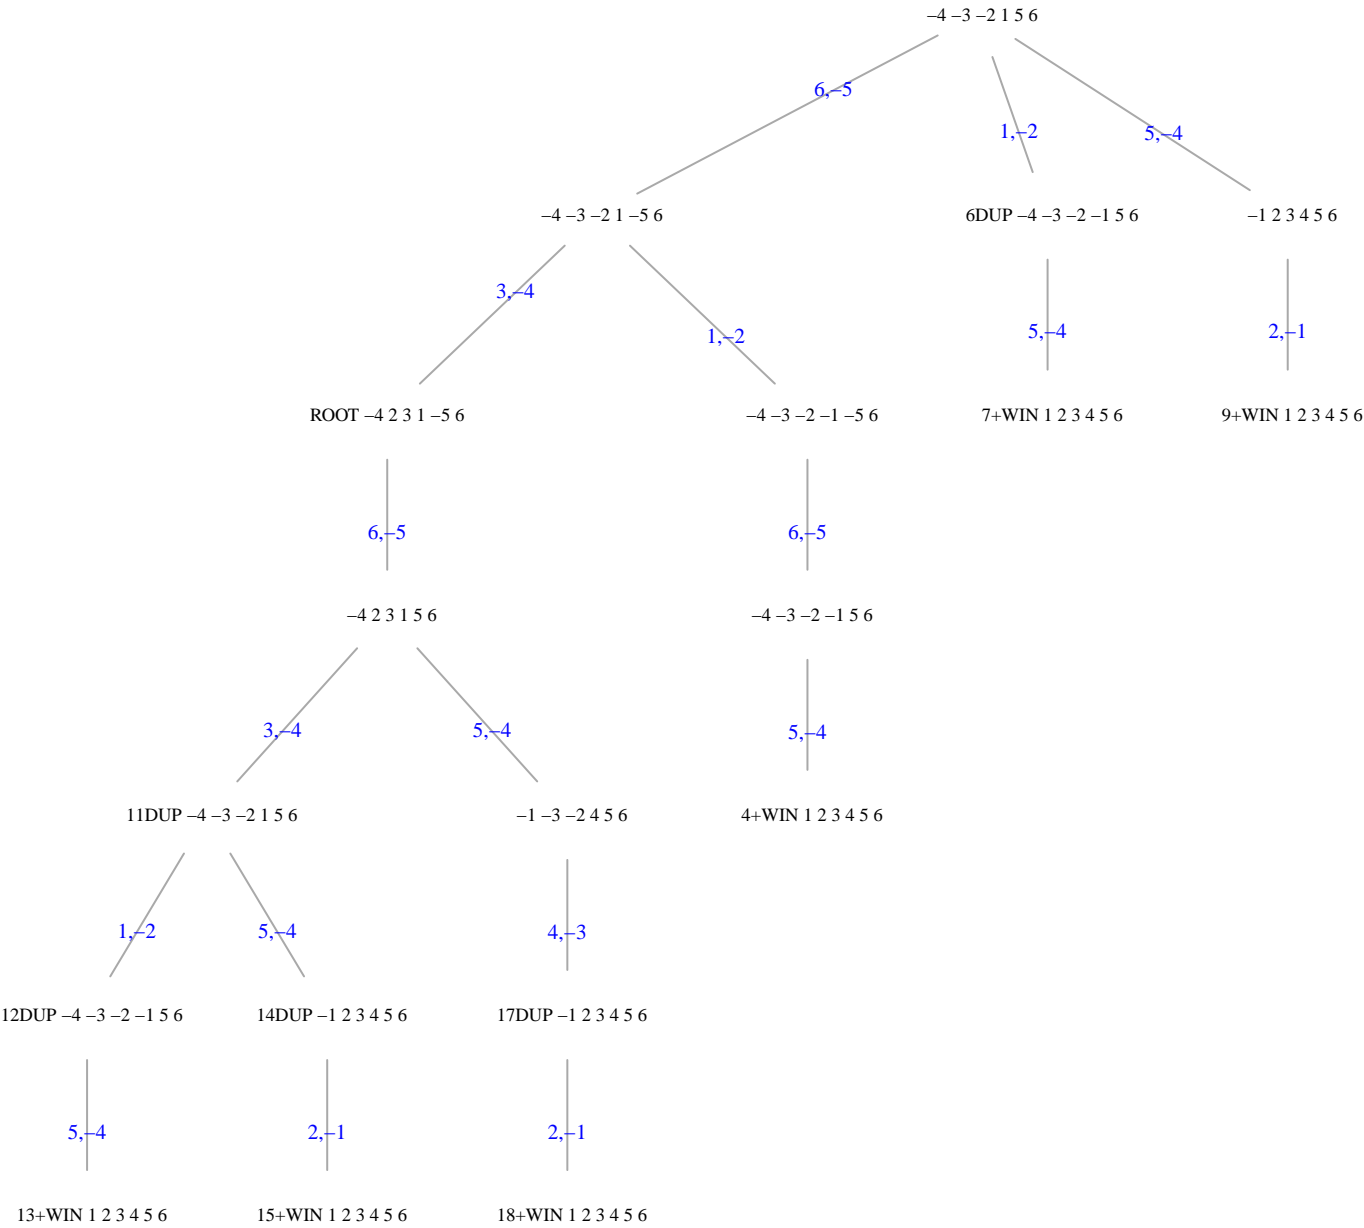 –4 –3 –2 1 5 6
6,–5
1,–2
5,–4
–4 –3 –2 1 –5 6
6DUP –4 –3 –2 –1 5 6
–1 2 3 4 5 6
3,–4
1,–2
5,–4
2,–1
ROOT –4 2 3 1 –5 6
–4 –3 –2 –1 –5 6
7+WIN 1 2 3 4 5 6
9+WIN 1 2 3 4 5 6
6,–5
6,–5
–4 2 3 1 5 6
–4 –3 –2 –1 5 6
3,–4
5,–4
5,–4
11DUP –4 –3 –2 1 5 6
–1 –3 –2 4 5 6
4+WIN 1 2 3 4 5 6
1,–2
5,–4
4,–3
12DUP –4 –3 –2 –1 5 6
14DUP –1 2 3 4 5 6
17DUP –1 2 3 4 5 6
5,–4
2,–1
2,–1
13+WIN 1 2 3 4 5 6
15+WIN 1 2 3 4 5 6
18+WIN 1 2 3 4 5 6